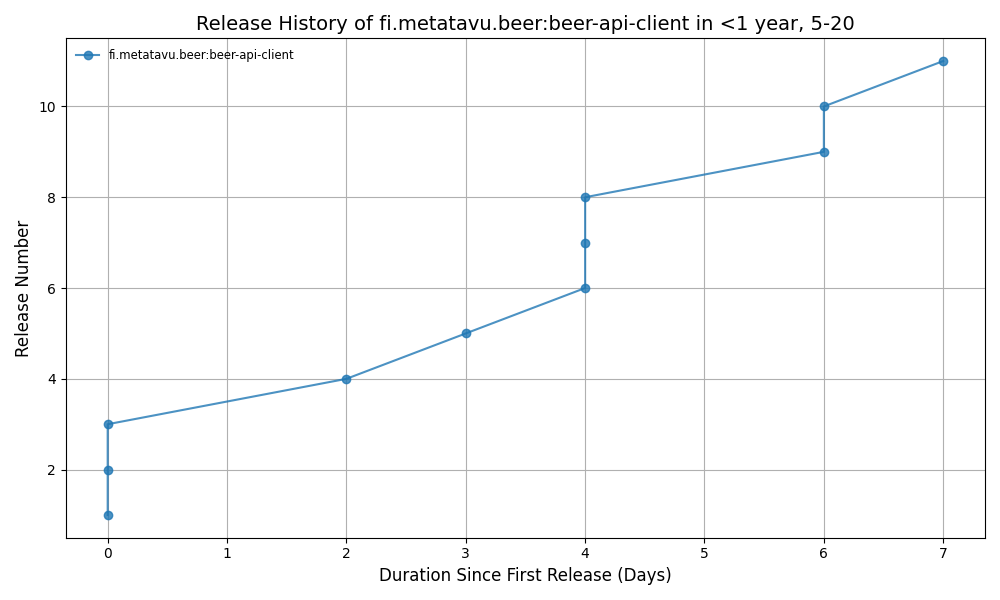 Release History of fi.metatavu.beer:beer-api-client in <1 year, 5-20
fi.metatavu.beer:beer-api-client
Release Number
10
8
6
4
2
0 1 2 3 4 5 6 7
Duration Since First Release (Days)